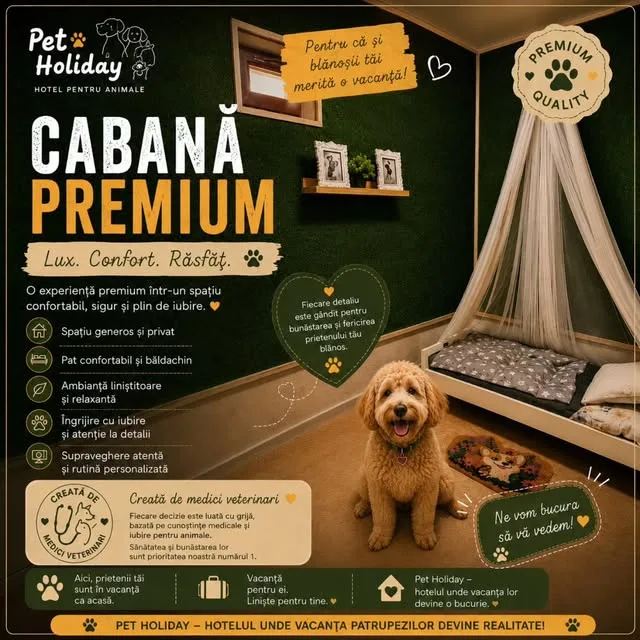 Pet Holiday
HOTEL PENTRU ANIMALE
Pentru că și
blănoșii tăi
merită o vacanță!
PREMIUM
QUALITY
CABANĂ
PREMIUM
Lux. Confort. Răsfăț.
O experiență premium într-un spațiu
confortabil, sigur și plin de iubire.
Spațiu generos și privat
Pat confortabil și băldachin
Ambianță liniștitoare
și relaxantă
Îngrijire cu iubire
și atenție la detalii
Supraveghere atentă
și rutină personalizată
Fiecare detaliu
este gândit pentru
bunăstarea și fericirea
prietenului tău
blănos.
CREATĂ DE
MEDICI VETERINARI
Creată de medici veterinari
Fiecare decizie este luată cu grijă,
bazată pe cunoștințe medicale și
iubire pentru animale.
Sănătatea și bunăstarea lor
sunt prioritatea noastră numărul 1.
Ne vom bucura
să vă vedem!
Aici, prietenii tăi
sunt în vacanță
ca acasă.
Vacanță
pentru ei.
Liniște pentru tine.
Pet Holiday –
hotelul unde vacanța lor
devine o bucurie.
PET HOLIDAY – HOTELUL UNDE VACANȚA PATRUPEZILOR DEVINE REALITATE!